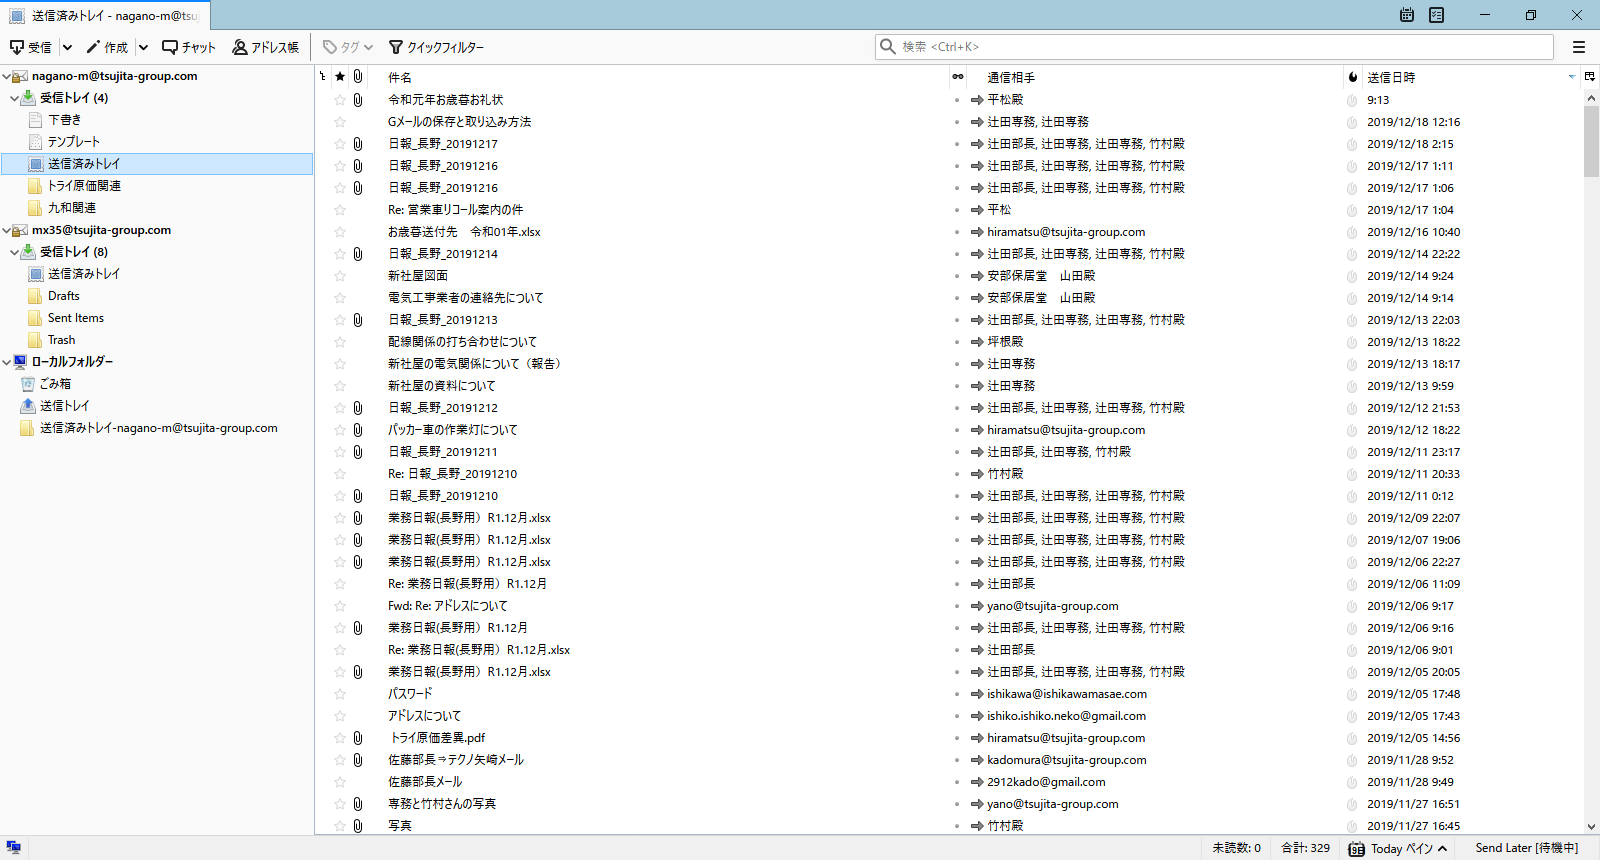 送信済みトレイ - nagano-m@tsu
受信 作成 チャット アドレス帳 タグ クイックフィルター 検索 <Ctrl+K>
nagano-m@tsujita-group.com
受信トレイ (4)
下書き
テンプレート
送信済みトレイ
トライ原価関連
九和関連
mx35@tsujita-group.com
受信トレイ (8)
送信済みトレイ
Drafts
Sent Items
Trash
ローカルフォルダー
ごみ箱
送信トレイ
送信済みトレイ-nagano-m@tsujita-group.com
件名 通信相手 送信日時
令和元年お歳暮お礼状 平松殿 9:13
Gメールの保存と取り込み方法 辻田専務, 辻田専務 2019/12/18 12:16
日報_長野_20191217 辻田部長, 辻田専務, 辻田専務, 竹村殿 2019/12/18 2:15
日報_長野_20191216 辻田部長, 辻田専務, 辻田専務, 竹村殿 2019/12/17 1:11
日報_長野_20191216 辻田部長, 辻田専務, 辻田専務, 竹村殿 2019/12/17 1:06
Re: 営業車リコール案内の件 平松 2019/12/17 1:04
お歳暮送付先　令和01年.xlsx hiramatsu@tsujita-group.com 2019/12/16 10:40
日報_長野_20191214 辻田部長, 辻田専務, 辻田専務, 竹村殿 2019/12/14 22:22
新社屋図面 安部保居堂　山田殿 2019/12/14 9:24
電気工事業者の連絡先について 安部保居堂　山田殿 2019/12/14 9:14
日報_長野_20191213 辻田部長, 辻田専務, 辻田専務, 竹村殿 2019/12/13 22:03
配線関係の打ち合わせについて 坪根殿 2019/12/13 18:22
新社屋の電気関係について（報告） 辻田専務 2019/12/13 18:17
新社屋の資料について 辻田専務 2019/12/13 9:59
日報_長野_20191212 辻田部長, 辻田専務, 辻田専務, 竹村殿 2019/12/12 21:53
パッカー車の作業灯について hiramatsu@tsujita-group.com 2019/12/12 18:22
日報_長野_20191211 辻田部長, 辻田専務, 竹村殿 2019/12/11 23:17
Re: 日報_長野_20191210 竹村殿 2019/12/11 20:33
日報_長野_20191210 辻田部長, 辻田専務, 辻田専務, 竹村殿 2019/12/11 0:12
業務日報(長野用）R1.12月.xlsx 辻田部長, 辻田専務, 辻田専務, 竹村殿 2019/12/09 22:07
業務日報(長野用）R1.12月.xlsx 辻田部長, 辻田専務, 辻田専務, 竹村殿 2019/12/07 19:06
業務日報(長野用）R1.12月.xlsx 辻田部長, 辻田専務, 辻田専務, 竹村殿 2019/12/06 22:27
Re: 業務日報(長野用）R1.12月 辻田部長 2019/12/06 11:09
Fwd: Re: アドレスについて yano@tsujita-group.com 2019/12/06 9:17
業務日報(長野用）R1.12月 辻田部長, 辻田専務, 辻田専務, 竹村殿 2019/12/06 9:16
Re: 業務日報(長野用）R1.12月.xlsx 辻田部長 2019/12/06 9:01
業務日報(長野用）R1.12月.xlsx 辻田部長, 辻田専務, 辻田専務, 竹村殿 2019/12/05 20:05
パスワード ishikawa@ishikawamasae.com 2019/12/05 17:48
アドレスについて ishiko.ishiko.neko@gmail.com 2019/12/05 17:43
トライ原価差異.pdf hiramatsu@tsujita-group.com 2019/12/05 14:56
佐藤部長⇒テクノ矢崎メール kadomura@tsujita-group.com 2019/11/28 9:52
佐藤部長メール 2912kado@gmail.com 2019/11/28 9:49
専務と竹村さんの写真 yano@tsujita-group.com 2019/11/27 16:51
写真 竹村殿 2019/11/27 16:45
未読数: 0 合計: 329 Today ペイン Send Later [待機中]